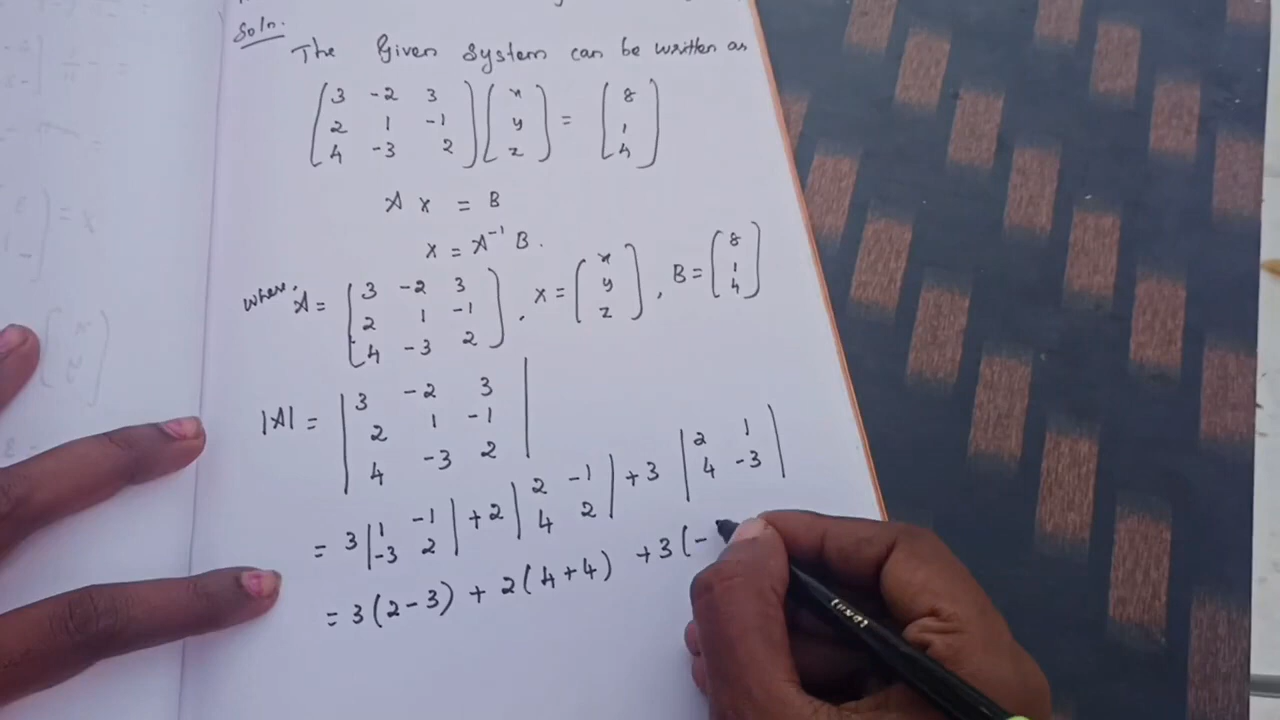 Soln.
The Given System can be written as
3 -2 3 x 8
2 1 -1 y = 1
4 -3 2 z 4
A x = B
x = A⁻¹ B.
where, A = 3 -2 3 , x = x , B = 8
2 1 -1 y 1
4 -3 2 z 4
|A| = 3 -2 3
2 1 -1
4 -3 2
= 3 | 1 -1 | + 2 | 2 -1 | + 3 | 2 1 |
-3 2 4 2 4 -3
= 3(2-3) + 2(4+4) + 3(-